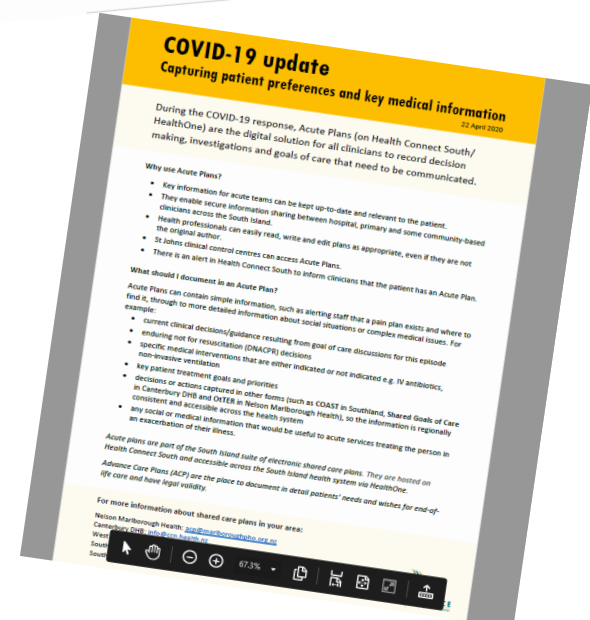 COVID-19 update
Capturing patient preferences and key medical information
22 April 2020
During the COVID-19 response, Acute Plans (on Health Connect South/
HealthOne) are the digital solution for all clinicians to record decision
making, investigations and goals of care that need to be communicated.
Why use Acute Plans?
• Key information for acute teams can be kept up-to-date and relevant to the patient.
• They enable secure information sharing between hospital, primary and some community-based
clinicians across the South Island.
• Health professionals can easily read, write and edit plans as appropriate, even if they are not
the original author.
• St Johns clinical control centres can access Acute Plans.
• There is an alert in Health Connect South to inform clinicians that the patient has an Acute Plan.
What should I document in an Acute Plan?
Acute Plans can contain simple information, such as alerting staff that a pain plan exists and where to
find it, through to more detailed information about social situations or complex medical issues. For
example:
• current clinical decisions/guidance resulting from goal of care discussions for this episode
• enduring not for resuscitation (DNACPR) decisions
• specific medical interventions that are either indicated or not indicated e.g. IV antibiotics,
non-invasive ventilation
• key patient treatment goals and priorities
• decisions or actions captured in other forms (such as COAST in Southland, Shared Goals of Care
in Canterbury DHB and OtTER in Nelson Marlborough Health), so the information is regionally
consistent and accessible across the health system
• any social or medical information that would be useful to acute services treating the person in
an exacerbation of their illness.
Acute plans are part of the South Island suite of electronic shared care plans. They are hosted on
Health Connect South and accessible across the South Island health system via HealthOne.
Advance Care Plans (ACP) are the place to document in detail patients' needs and wishes for end-of-
life care and have legal validity.
For more information about shared care plans in your area:
Nelson Marlborough Health: acp@marlboroughpho.org.nz
Canterbury DHB: info@ccn.health.nz
West
South
South
67.3%